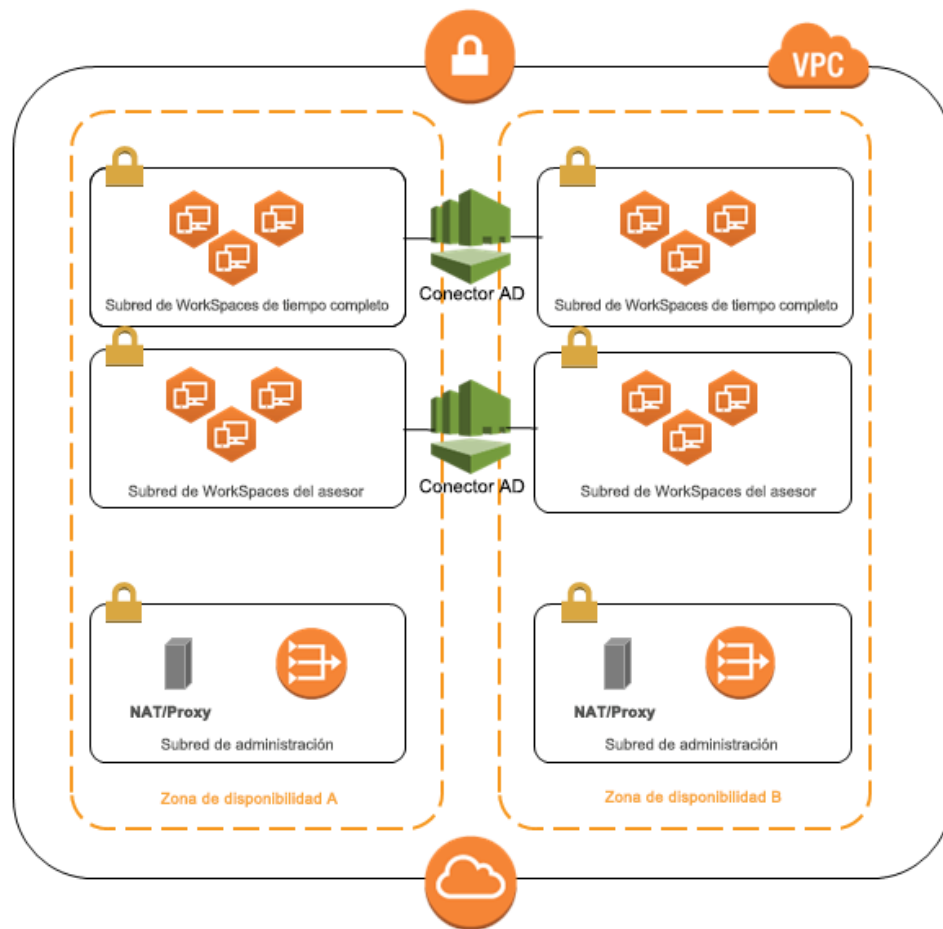 VPC
Subred de WorkSpaces de tiempo completo
Conector AD
Subred de WorkSpaces de tiempo completo
Subred de WorkSpaces del asesor
Conector AD
Subred de WorkSpaces del asesor
NAT/Proxy
Subred de administración
NAT/Proxy
Subred de administración
Zona de disponibilidad A
Zona de disponibilidad B